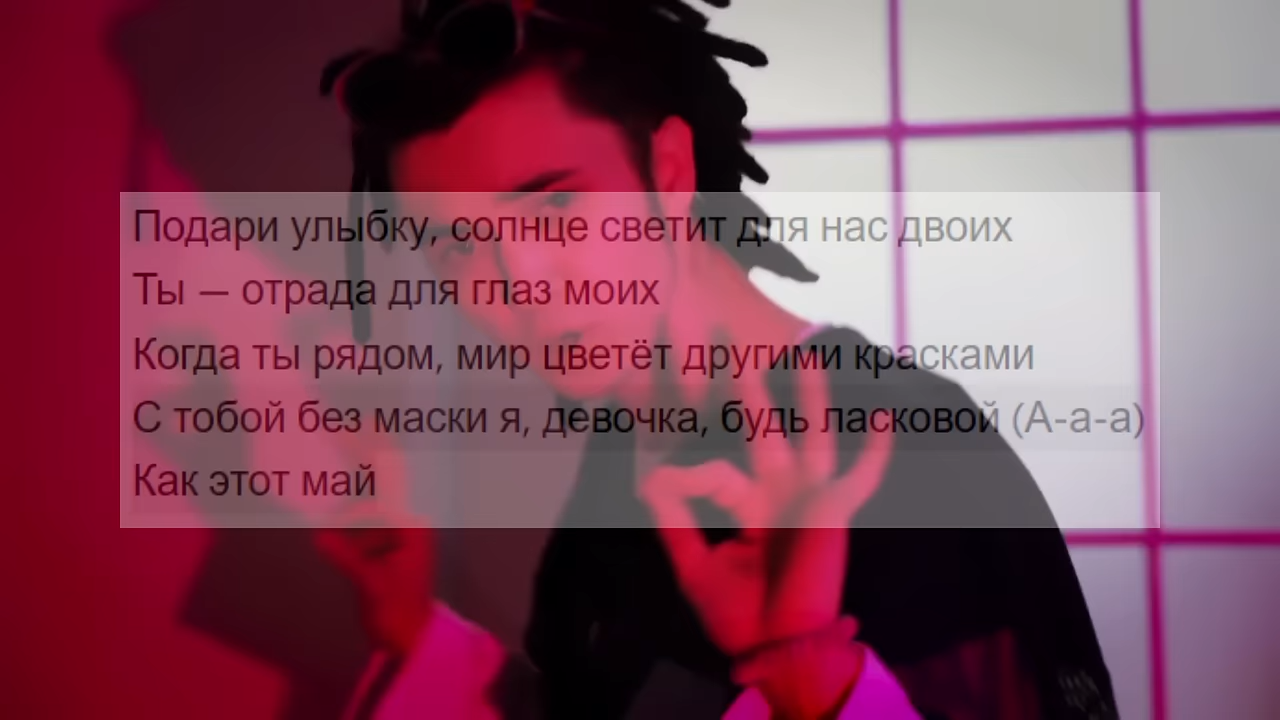 Подари улыбку, солнце светит для нас двоих
Ты — отрада для глаз моих
Когда ты рядом, мир цветёт другими красками
С тобой без маски я, девочка, будь ласковой (А-а-а)
Как этот май